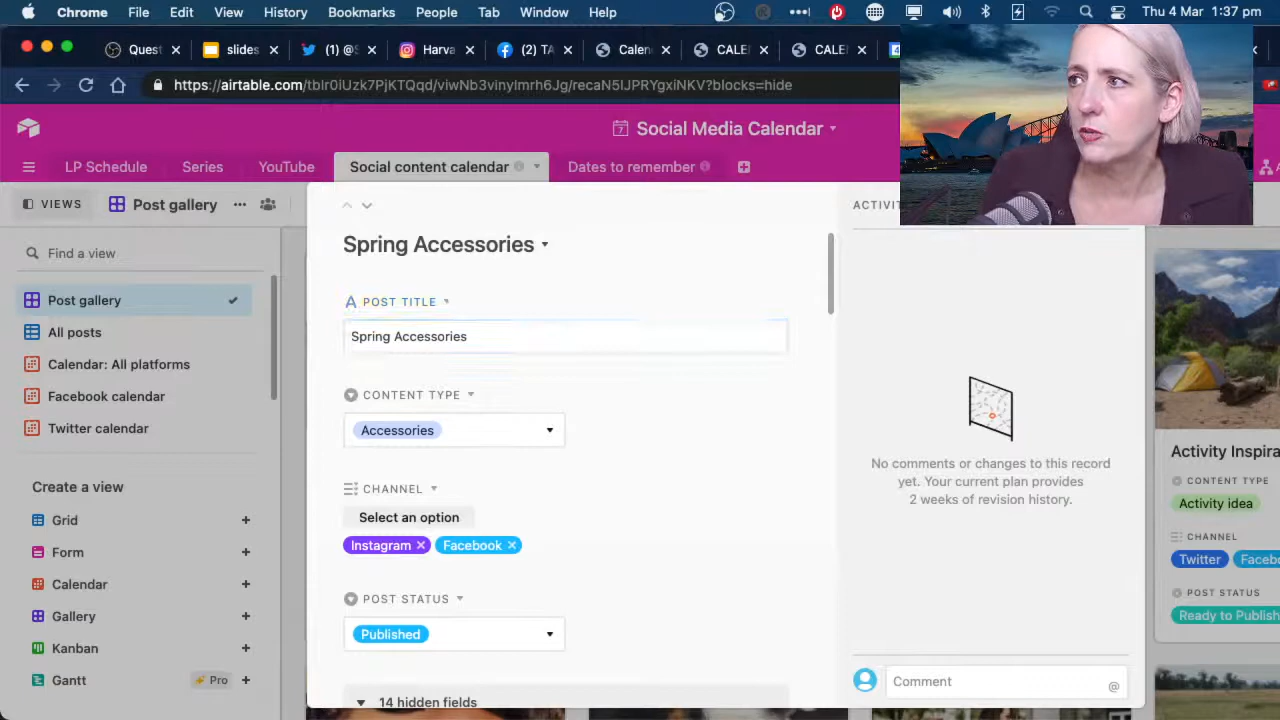 Chrome File Edit View History Bookmarks People Tab Window Help Thu 4 Mar 1:37 pm
Quest slides (1) @S Harva (2) TA Calen CALE CALE
https://airtable.com/tblr0iUzk7PjKTQqd/viwNb3vinylmrh6Jg/recaN5lJPRYgxiNKV?blocks=hide
Social Media Calendar
LP Schedule Series YouTube Social content calendar Dates to remember
VIEWS Post gallery
Find a view
Post gallery
All posts
Calendar: All platforms
Facebook calendar
Twitter calendar
Create a view
Grid
Form
Calendar
Gallery
Kanban
Gantt Pro
Spring Accessories
POST TITLE
Spring Accessories
CONTENT TYPE
Accessories
CHANNEL
Select an option
Instagram Facebook
POST STATUS
Published
14 hidden fields
ACTIVIT
No comments or changes to this record
yet. Your current plan provides
2 weeks of revision history.
Comment @
Activity Inspira
CONTENT TYPE
Activity idea
CHANNEL
Twitter Facebo
POST STATUS
Ready to Publish